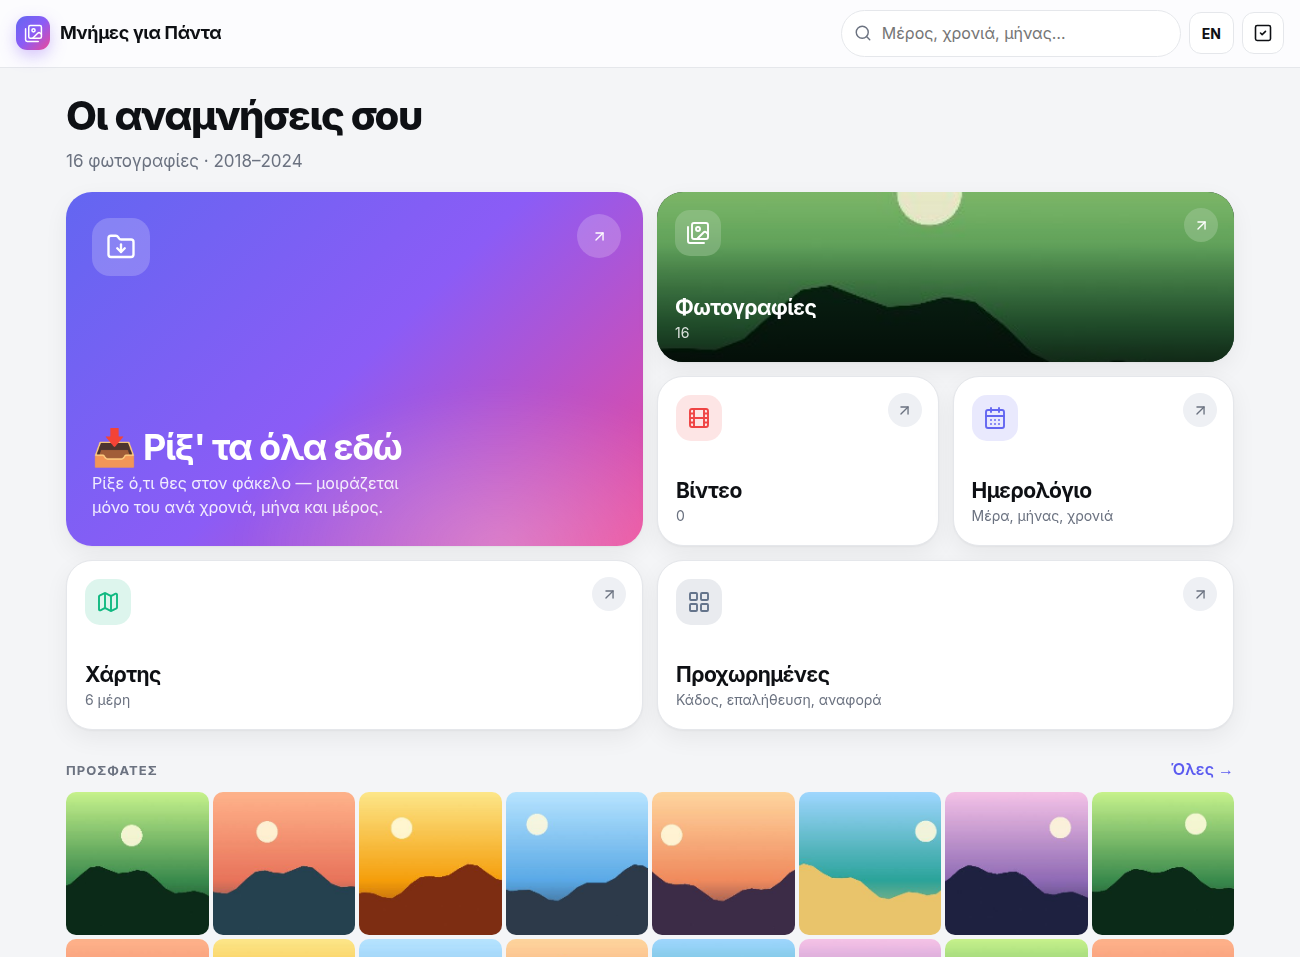 Μνήμες για Πάντα
Μέρος, χρονιά, μήνας...
EN
Οι αναμνήσεις σου
16 φωτογραφίες · 2018–2024
📥 Ρίξ' τα όλα εδώ
Ρίξε ό,τι θες στον φάκελο — μοιράζεται
μόνο του ανά χρονιά, μήνα και μέρος.
Φωτογραφίες
16
Βίντεο
0
Ημερολόγιο
Μέρα, μήνας, χρονιά
Χάρτης
6 μέρη
Προχωρημένες
Κάδος, επαλήθευση, αναφορά
ΠΡΟΣΦΑΤΕΣ
Όλες →